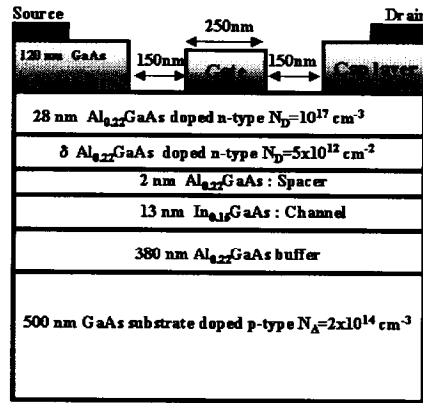 Source
Drain
250nm
120 nm GaAs
150nm
Gate
150nm
Cap layer
28 nm Al0.22GaAs doped n-type ND=10^17 cm-3
δ Al0.22GaAs doped n-type ND=5x10^12 cm-2
2 nm Al0.22GaAs : Spacer
13 nm In0.15GaAs : Channel
380 nm Al0.22GaAs buffer
500 nm GaAs substrate doped p-type NA=2x10^14 cm-3